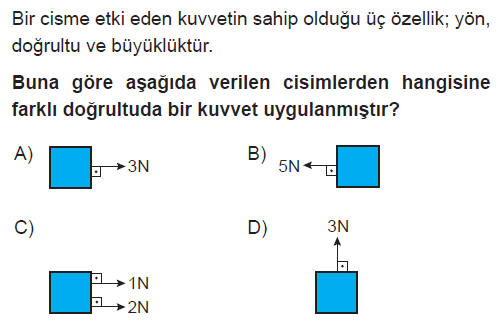 Bir cisme etki eden kuvvetin sahip olduğu üç özellik; yön,
doğrultu ve büyüklüktür.
Buna göre aşağıda verilen cisimlerden hangisine
farklı doğrultuda bir kuvvet uygulanmıştır?
A) 3N
B) 5N
C) 1N
2N
D) 3N